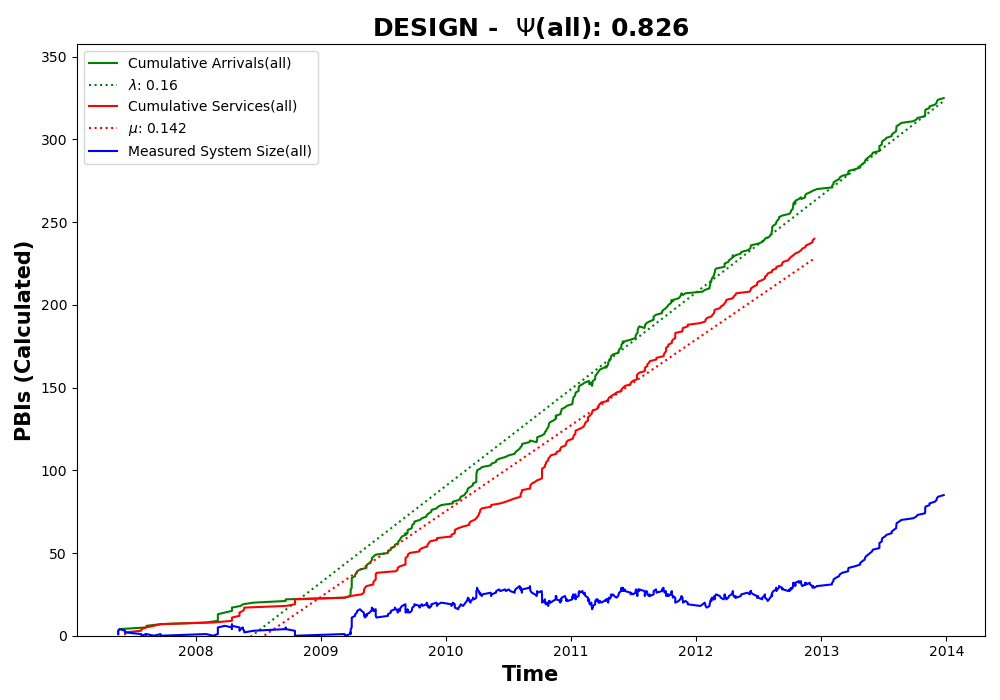 DESIGN - Ψ(all): 0.826
Cumulative Arrivals(all)
λ: 0.16
Cumulative Services(all)
μ: 0.142
Measured System Size(all)
PBIs (Calculated)
350
300
250
200
150
100
50
0
2008 2009 2010 2011 2012 2013 2014
Time